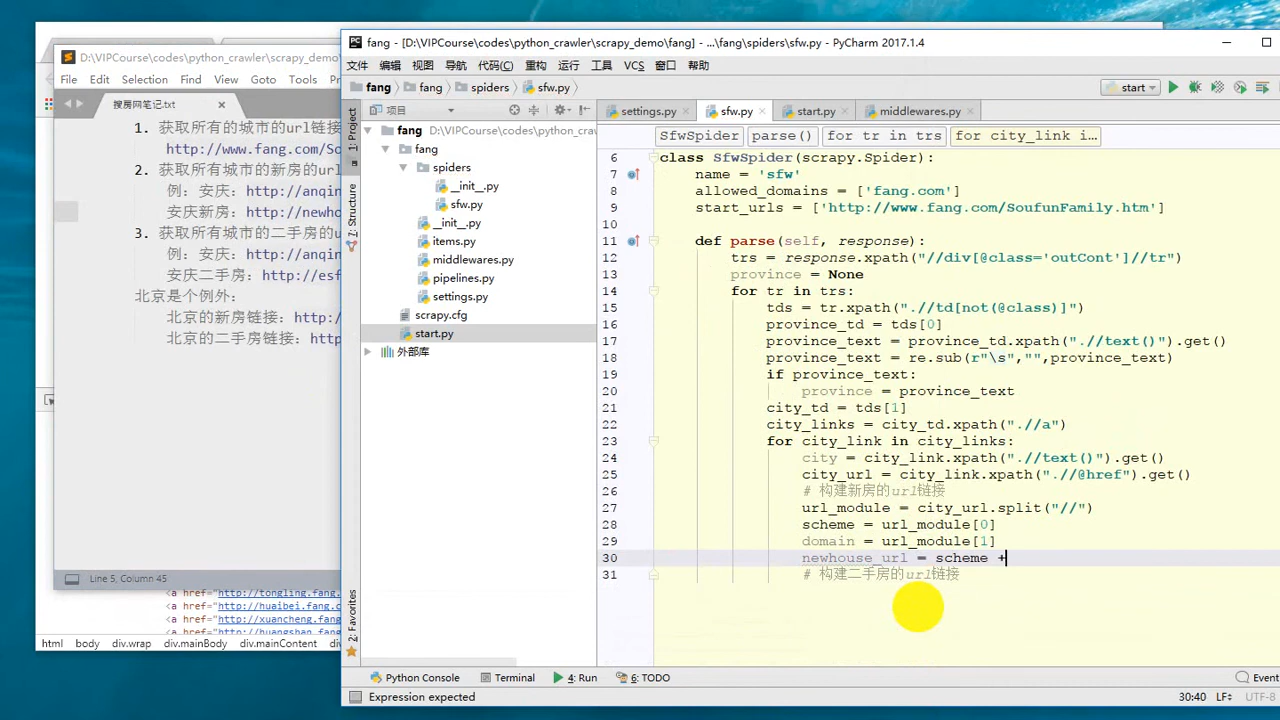 fang - [D:\VIPCourse\codes\python_crawler\scrapy_demo\fang] - ...\fang\spiders\sfw.py - PyCharm 2017.1.4
D:\VIPCourse\codes\python_crawler\scrapy_demo
File Edit Selection Find View Goto Tools
文件 编辑 视图 导航 代码(C) 重构 运行 工具 VCS 窗口 帮助
fang fang spiders sfw.py start
搜房网笔记.txt
项目
settings.py sfw.py start.py middlewares.py
SfwSpider parse() for tr in trs for city_link i...
1. 获取所有的城市的url链接
http://www.fang.com/Sou
2. 获取所有城市的新房的ur
例：安庆：http://anqin
安庆新房：http://newho
3. 获取所有城市的二手房的u
例：安庆：http://anqin
安庆二手房：http://esf
北京是个例外：
北京的新房链接：http:/
北京的二手房链接：http
Line 5, Column 45
1: Project
7: Structure
2: Favorites
fang D:\VIPCourse\codes\python_craw
fang
spiders
__init__.py
sfw.py
__init__.py
items.py
middlewares.py
pipelines.py
settings.py
scrapy.cfg
start.py
外部库
6 class SfwSpider(scrapy.Spider):
7 name = 'sfw'
8 allowed_domains = ['fang.com']
9 start_urls = ['http://www.fang.com/SoufunFamily.htm']
10
11 def parse(self, response):
12 trs = response.xpath("//div[@class='outCont']//tr")
13 province = None
14 for tr in trs:
15 tds = tr.xpath(".//td[not(@class)]")
16 province_td = tds[0]
17 province_text = province_td.xpath(".//text()").get()
18 province_text = re.sub(r"\s","",province_text)
19 if province_text:
20 province = province_text
21 city_td = tds[1]
22 city_links = city_td.xpath(".//a")
23 for city_link in city_links:
24 city = city_link.xpath(".//text()").get()
25 city_url = city_link.xpath(".//@href").get()
26 # 构建新房的url链接
27 url_module = city_url.split("//")
28 scheme = url_module[0]
29 domain = url_module[1]
30 newhouse_url = scheme +
31 # 构建二手房的url链接
<a href="http://tongling.fang.
<a href="http://huaibei.fang.c
<a href="http://xuancheng.fang
<a href="http://huangshan.fang
html body div.wrap div.mainBody div.mainContent
Python Console Terminal 4: Run 6: TODO Event
Expression expected 30:40 LF÷ UTF-8